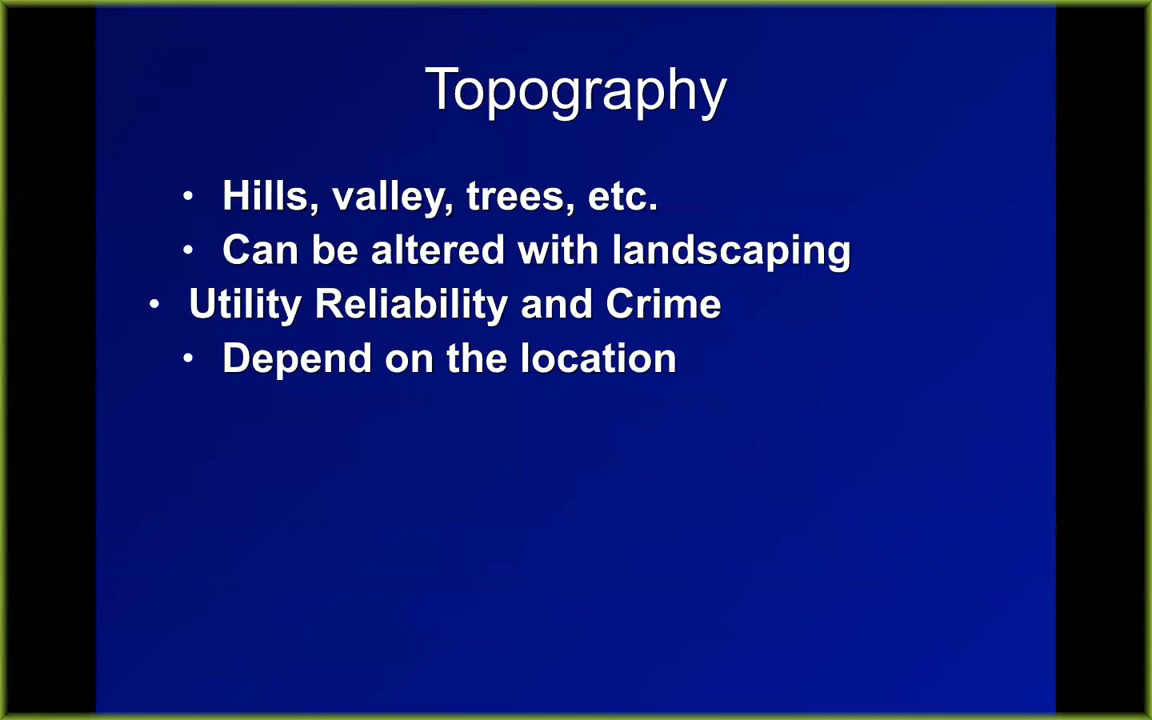 Topography
• Hills, valley, trees, etc.
• Can be altered with landscaping
• Utility Reliability and Crime
• Depend on the location